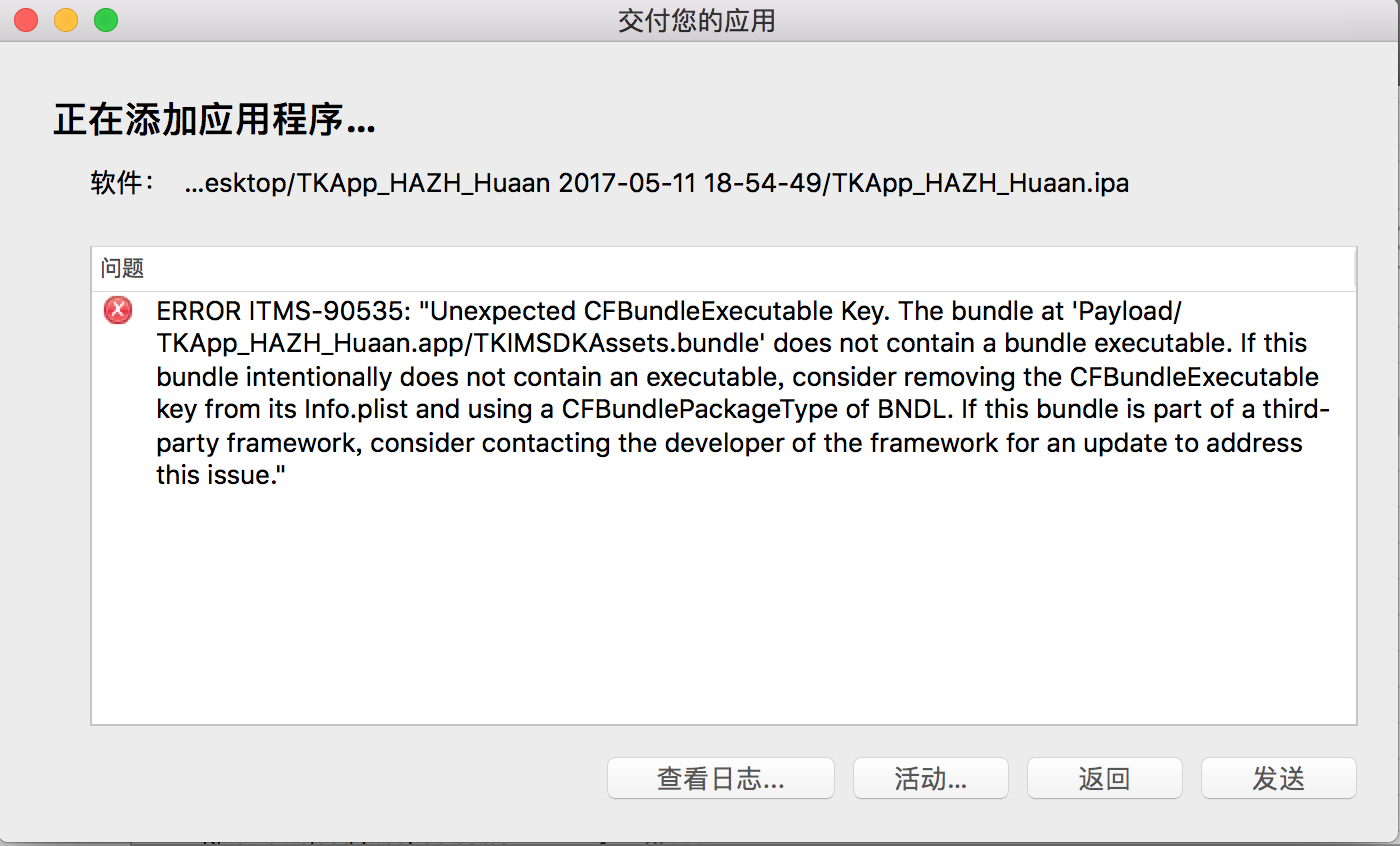 交付您的应用
正在添加应用程序...
软件： ...esktop/TKApp_HAZH_Huaan 2017-05-11 18-54-49/TKApp_HAZH_Huaan.ipa
问题
ERROR ITMS-90535: "Unexpected CFBundleExecutable Key. The bundle at 'Payload/
TKApp_HAZH_Huaan.app/TKIMSDKAssets.bundle' does not contain a bundle executable. If this
bundle intentionally does not contain an executable, consider removing the CFBundleExecutable
key from its Info.plist and using a CFBundlePackageType of BNDL. If this bundle is part of a third-
party framework, consider contacting the developer of the framework for an update to address
this issue."
查看日志... 活动... 返回 发送